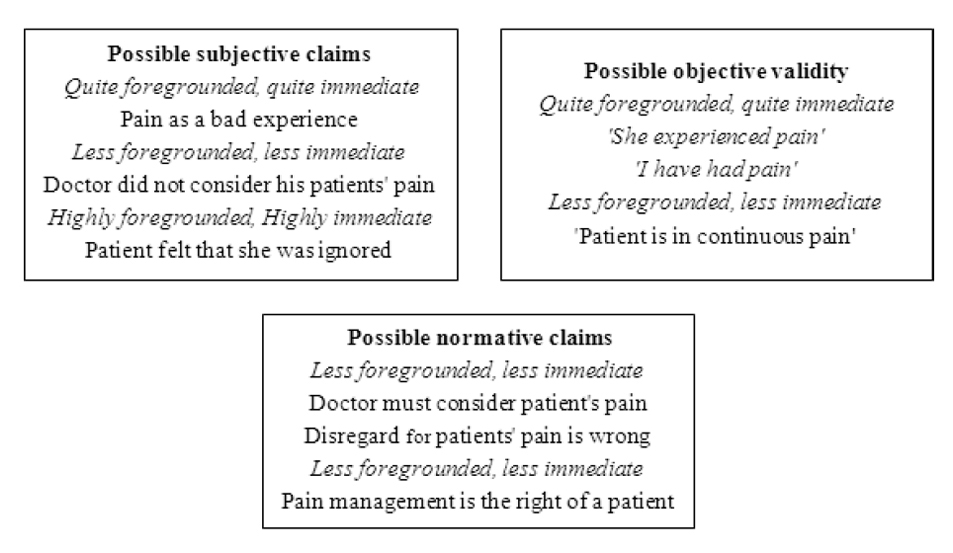 Possible subjective claims
Quite foregrounded, quite immediate
Pain as a bad experience
Less foregrounded, less immediate
Doctor did not consider his patients' pain
Highly foregrounded, Highly immediate
Patient felt that she was ignored
Possible objective validity
Quite foregrounded, quite immediate
'She experienced pain'
'I have had pain'
Less foregrounded, less immediate
'Patient is in continuous pain'
Possible normative claims
Less foregrounded, less immediate
Doctor must consider patient's pain
Disregard for patients' pain is wrong
Less foregrounded, less immediate
Pain management is the right of a patient